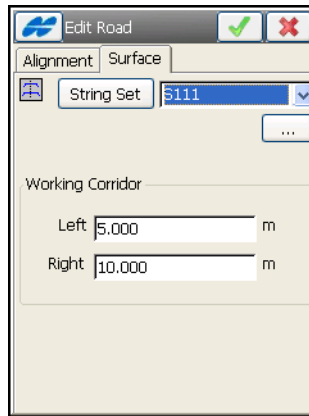 Edit Road
Alignment Surface
String Set S111
...
Working Corridor
Left 5.000 m
Right 10.000 m